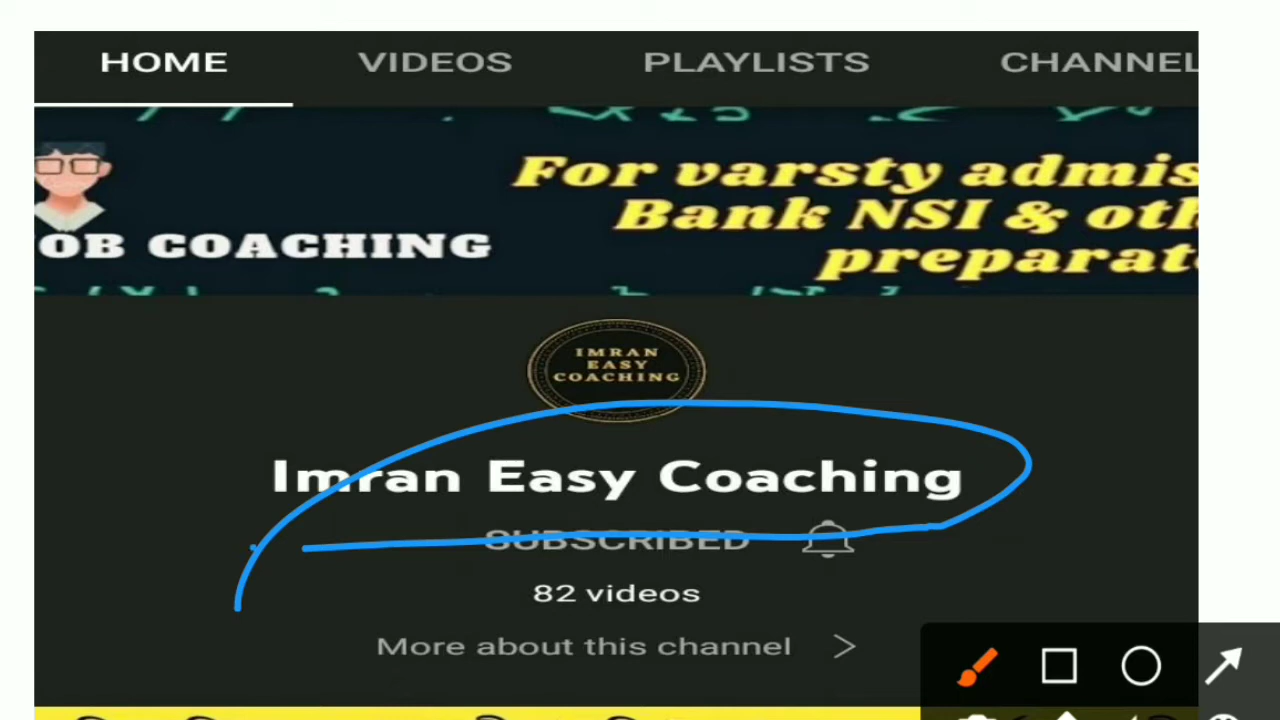 HOME VIDEOS PLAYLISTS CHANNEL
For varsty admis
Bank NSI & oth
OB COACHING
preparat
IMRAN
EASY
COACHING
Imran Easy Coaching
SUBSCRIBED
82 videos
More about this channel >